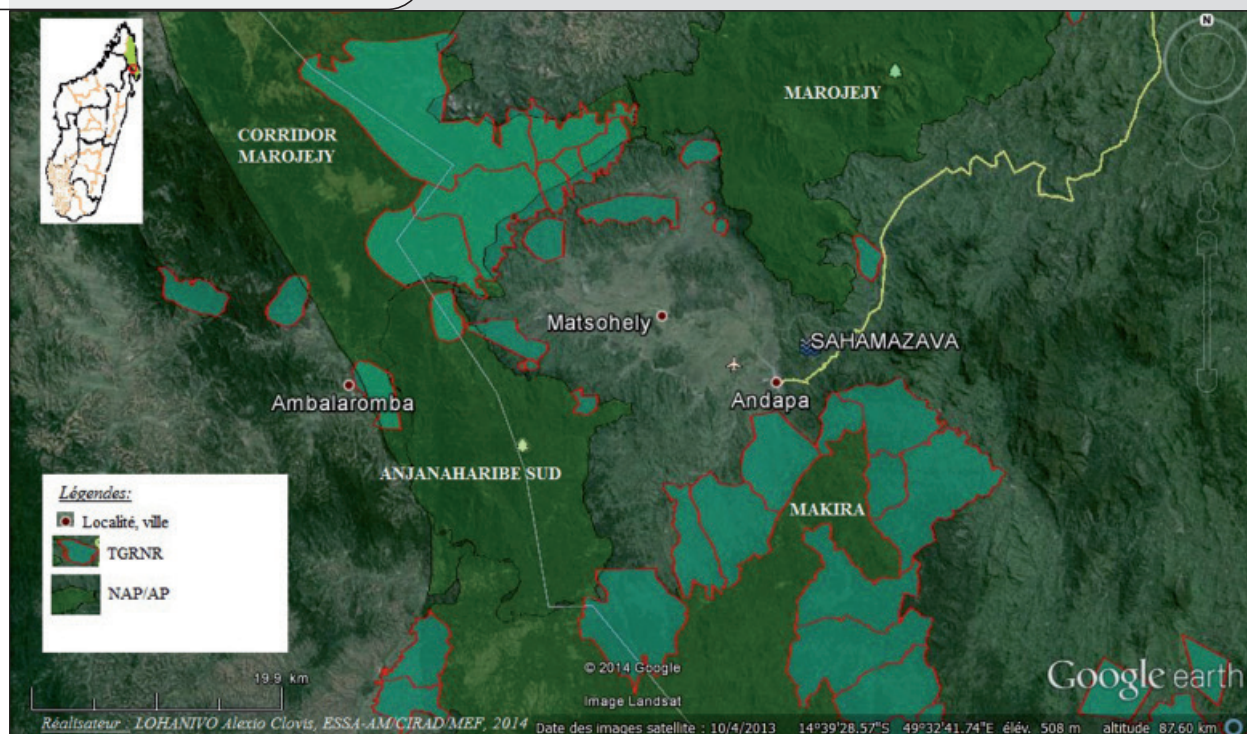 N
MAROJEJY
CORRIDOR
MAROJEJY
Matsohely
SAHAMAZAVA
Ambalaromba
Andapa
ANJANAHARIBE SUD
MAKIRA
Légendes:
Localité, ville
TGRNR
NAP/AP
19.9 km
© 2014 Google
Image Landsat
Google earth
Réalisateur : LOHANIVO Alexio Clovis, ESSA-AM/CIRAD/MEF, 2014
Date des images satellite : 10/4/2013 14°39'28.57"S 49°32'41.74"E élév. 508 m altitude 87.60 km